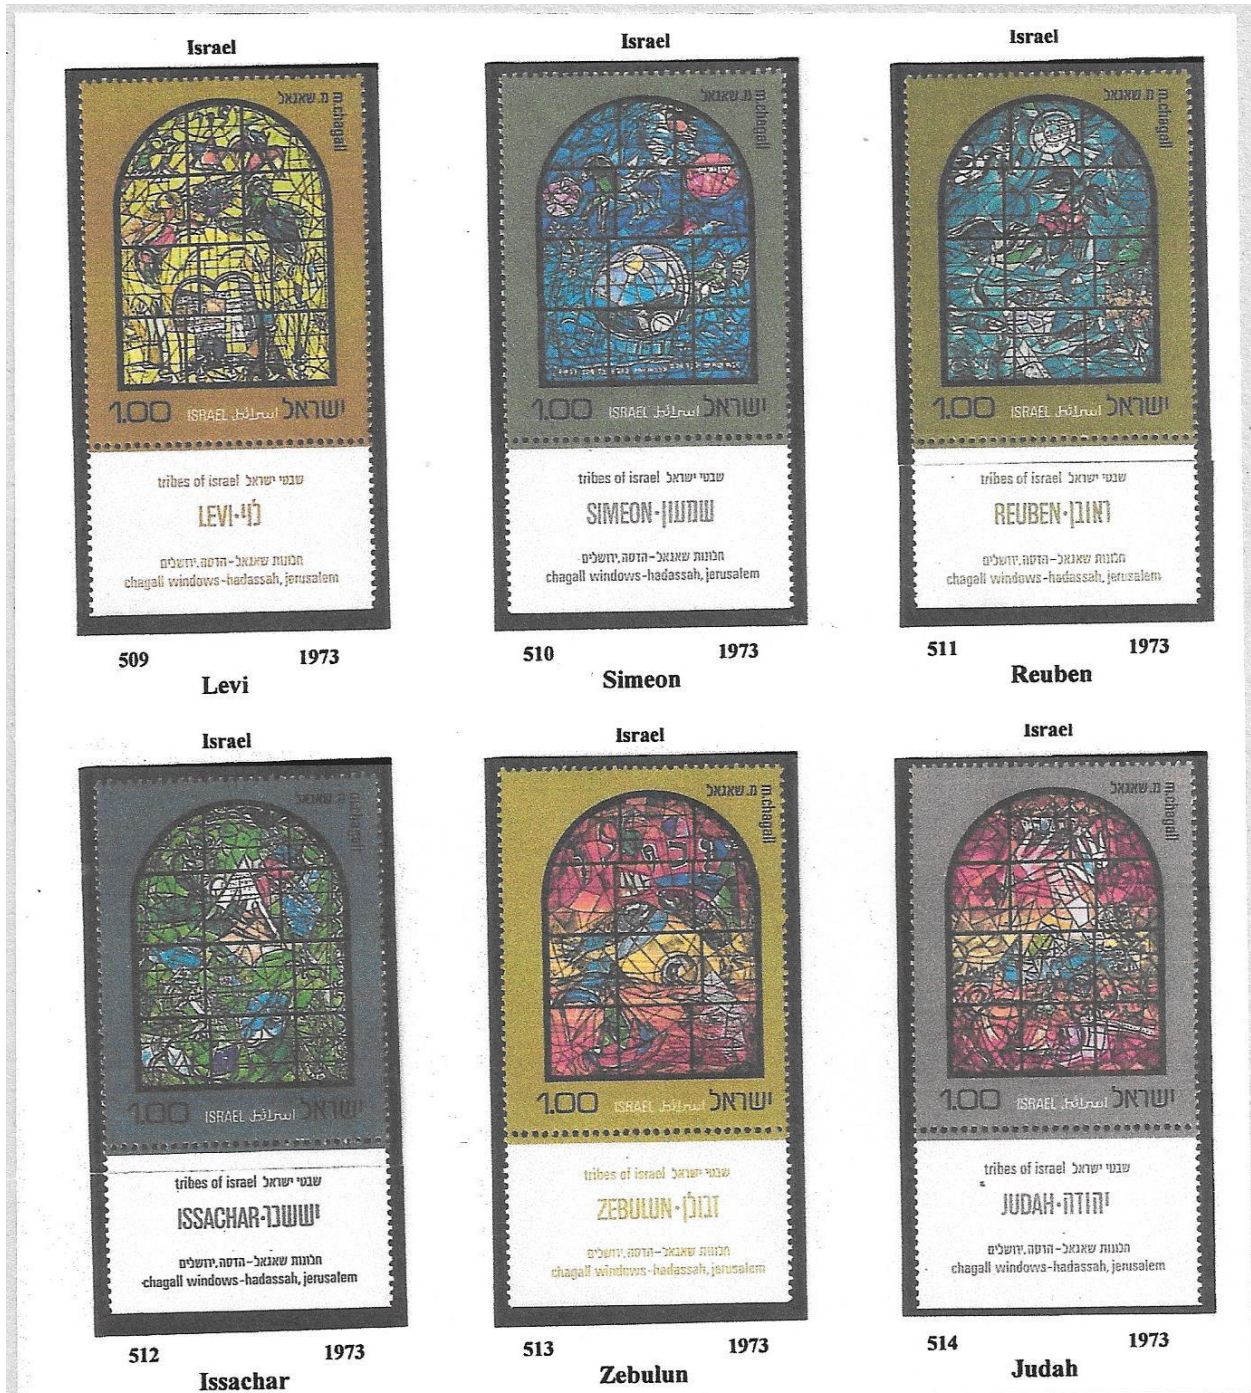 Israel
מ. שאגאל
m.chagall
1.00 ISRAEL اسرائيل ישראל
tribes of israel שבטי ישראל
LEVI·לוי
חלונות שאגאל-הדסה, ירושלים
chagall windows-hadassah, jerusalem
509 1973
Levi
Israel
מ. שאגאל
m.chagall
1.00 ISRAEL اسرائيل ישראל
tribes of israel שבטי ישראל
SIMEON·שמעון
חלונות שאגאל-הדסה, ירושלים
chagall windows-hadassah, jerusalem
510 1973
Simeon
Israel
מ. שאגאל
m.chagall
1.00 ISRAEL اسرائيل ישראל
tribes of israel שבטי ישראל
REUBEN·ראובן
חלונות שאגאל-הדסה, ירושלים
chagall windows-hadassah, jerusalem
511 1973
Reuben
Israel
מ. שאגאל
m.chagall
1.00 ISRAEL اسرائيل ישראל
tribes of israel שבטי ישראל
ISSACHAR·יששכר
חלונות שאגאל-הדסה, ירושלים
chagall windows-hadassah, jerusalem
512 1973
Issachar
Israel
מ. שאגאל
m.chagall
1.00 ISRAEL اسرائيل ישראל
tribes of israel שבטי ישראל
ZEBULUN·זבולן
חלונות שאגאל-הדסה, ירושלים
chagall windows-hadassah, jerusalem
513 1973
Zebulun
Israel
מ. שאגאל
m.chagall
1.00 ISRAEL اسرائيل ישראל
tribes of israel שבטי ישראל
JUDAH·יהודה
חלונות שאגאל-הדסה, ירושלים
chagall windows-hadassah, jerusalem
514 1973
Judah